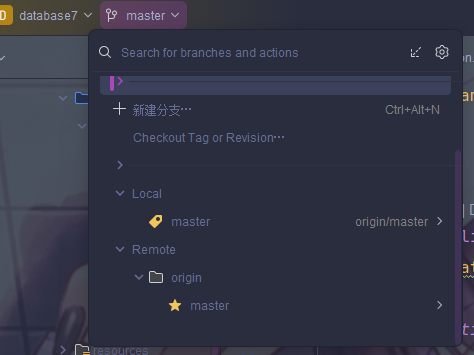 D database7 master
Search for branches and actions
新建分支… Ctrl+Alt+N
Checkout Tag or Revision…
Local
master origin/master
Remote
origin
master
resources